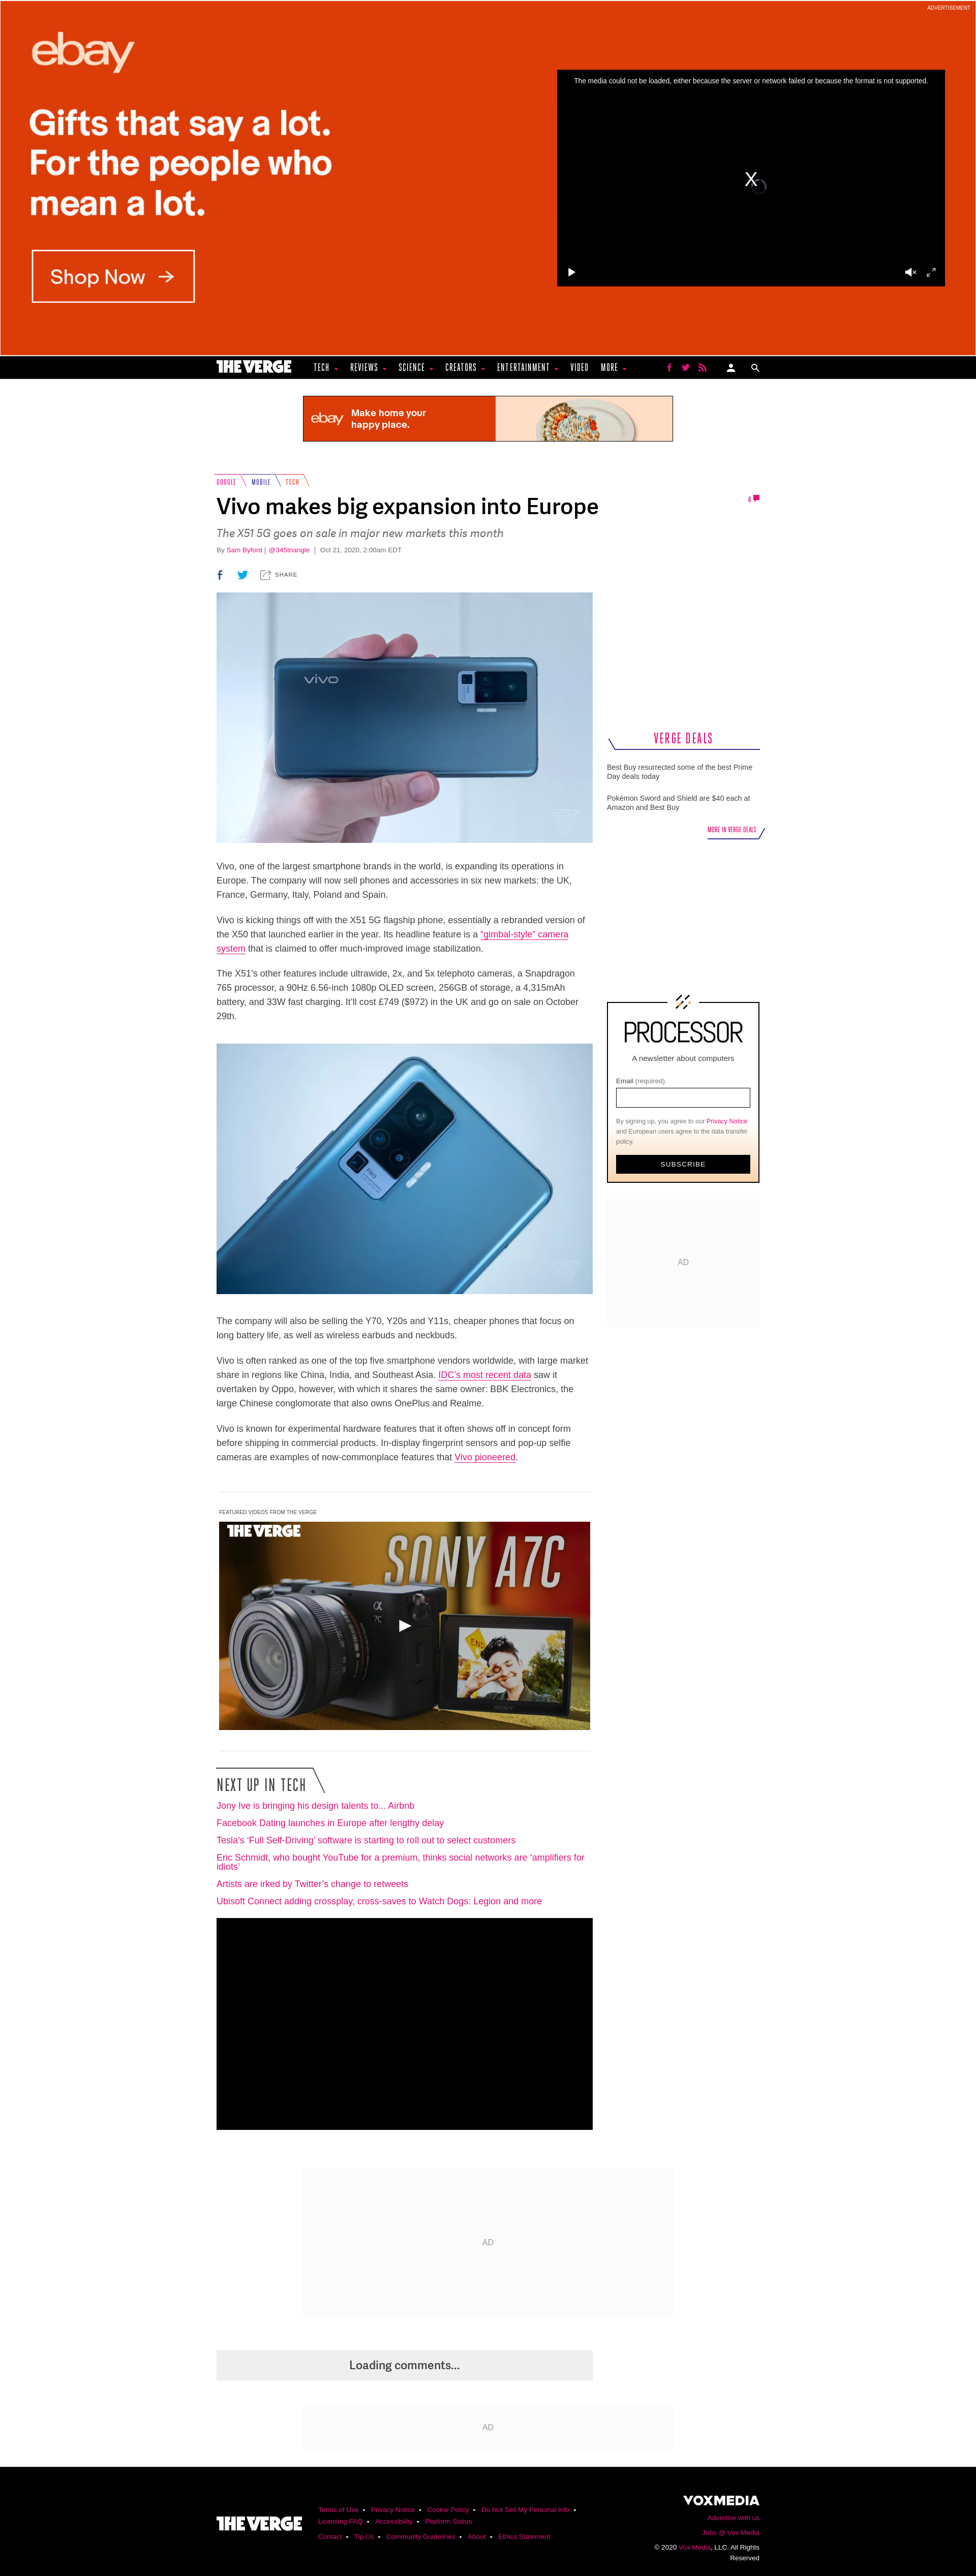 ADVERTISEMENT
ebay
Gifts that say a lot.
For the people who
mean a lot.
Shop Now →
The media could not be loaded, either because the server or network failed or because the format is not supported.
X
THE VERGE
TECH
REVIEWS
SCIENCE
CREATORS
ENTERTAINMENT
VIDEO
MORE
ebay
Make home your
happy place.
GOOGLE
MOBILE
TECH
Vivo makes big expansion into Europe
4
The X51 5G goes on sale in major new markets this month
By Sam Byford | @345triangle | Oct 21, 2020, 2:00am EDT
SHARE
vivo
Vivo, one of the largest smartphone brands in the world, is expanding its operations in
Europe. The company will now sell phones and accessories in six new markets: the UK,
France, Germany, Italy, Poland and Spain.
Vivo is kicking things off with the X51 5G flagship phone, essentially a rebranded version of
the X50 that launched earlier in the year. Its headline feature is a “gimbal-style” camera
system that is claimed to offer much-improved image stabilization.
The X51’s other features include ultrawide, 2x, and 5x telephoto cameras, a Snapdragon
765 processor, a 90Hz 6.56-inch 1080p OLED screen, 256GB of storage, a 4,315mAh
battery, and 33W fast charging. It’ll cost £749 ($972) in the UK and go on sale on October
29th.
PRO
The company will also be selling the Y70, Y20s and Y11s, cheaper phones that focus on
long battery life, as well as wireless earbuds and neckbuds.
Vivo is often ranked as one of the top five smartphone vendors worldwide, with large market
share in regions like China, India, and Southeast Asia. IDC’s most recent data saw it
overtaken by Oppo, however, with which it shares the same owner: BBK Electronics, the
large Chinese conglomorate that also owns OnePlus and Realme.
Vivo is known for experimental hardware features that it often shows off in concept form
before shipping in commercial products. In-display fingerprint sensors and pop-up selfie
cameras are examples of now-commonplace features that Vivo pioneered.
VERGE DEALS
Best Buy resurrected some of the best Prime
Day deals today
Pokémon Sword and Shield are $40 each at
Amazon and Best Buy
MORE IN VERGE DEALS
PROCESSOR
A newsletter about computers
Email (required)
By signing up, you agree to our Privacy Notice
and European users agree to the data transfer
policy.
SUBSCRIBE
AD
FEATURED VIDEOS FROM THE VERGE
THE VERGE
SONY A7C
α
7C
END
SONY
NEXT UP IN TECH
Jony Ive is bringing his design talents to... Airbnb
Facebook Dating launches in Europe after lengthy delay
Tesla’s ‘Full Self-Driving’ software is starting to roll out to select customers
Eric Schmidt, who bought YouTube for a premium, thinks social networks are ‘amplifiers for
idiots’
Artists are irked by Twitter’s change to retweets
Ubisoft Connect adding crossplay, cross-saves to Watch Dogs: Legion and more
AD
Loading comments...
AD
THE VERGE
Terms of Use • Privacy Notice • Cookie Policy • Do Not Sell My Personal Info •
Licensing FAQ • Accessibility • Platform Status
Contact • Tip Us • Community Guidelines • About • Ethics Statement
VOXMEDIA
Advertise with us
Jobs @ Vox Media
© 2020 Vox Media, LLC. All Rights
Reserved